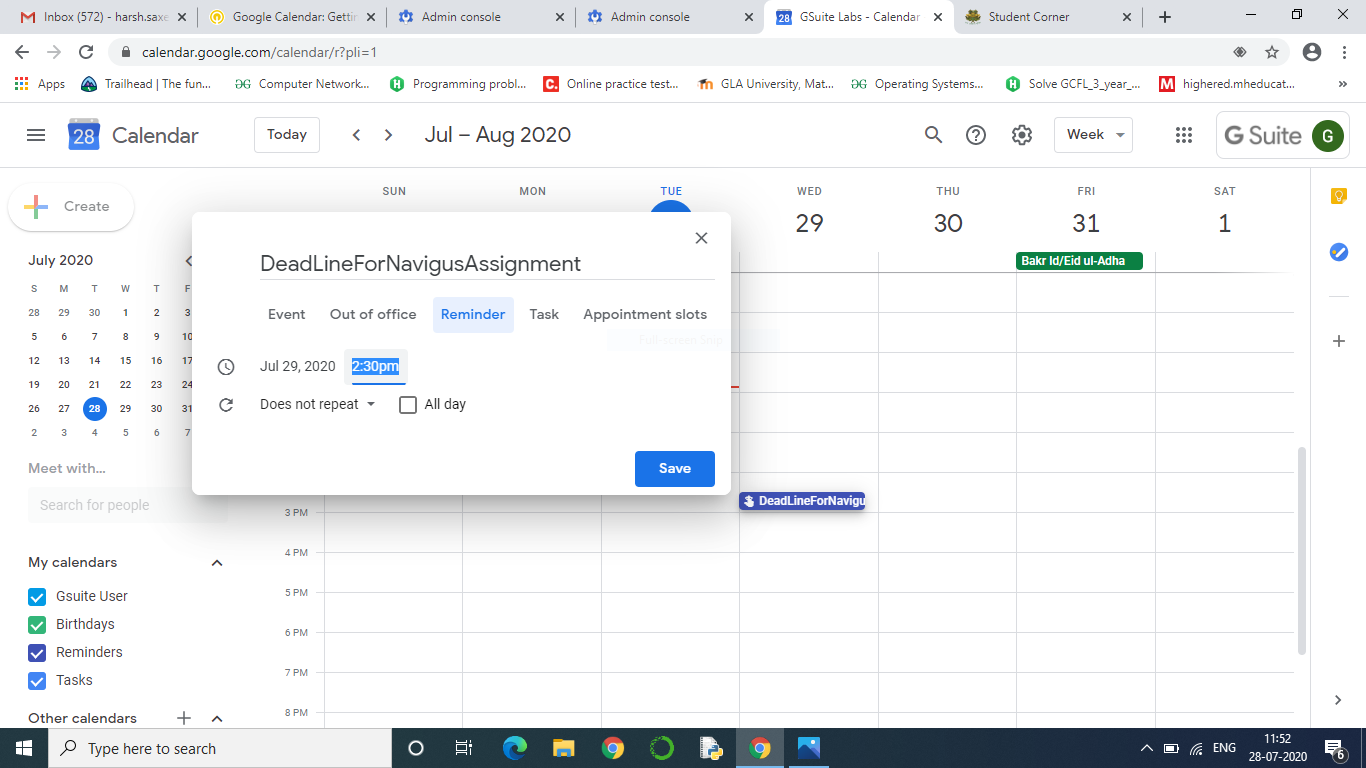 Inbox (572) - harsh.saxe
Google Calendar: Gettin
Admin console
Admin console
GSuite Labs - Calendar
Student Corner
calendar.google.com/calendar/r?pli=1
Apps
Trailhead | The fun...
Computer Network...
Programming probl...
Online practice test...
GLA University, Mat...
Operating Systems...
Solve GCFL_3_year_...
highered.mheducat...
28
Calendar
Today
Jul – Aug 2020
Week
G Suite
G
SUN MON TUE WED THU FRI SAT
29 30 31 1
Create
Bakr Id/Eid ul-Adha
July 2020
S M T W T F
28 29 30 1 2 3
5 6 7 8 9 10
12 13 14 15 16 17
19 20 21 22 23 24
26 27 28 29 30 31
2 3 4 5 6 7
Meet with...
Search for people
DeadLineForNavigusAssignment
Event
Out of office
Reminder
Task
Appointment slots
Full-screen Snip
Jul 29, 2020 2:30pm
Does not repeat
All day
Save
DeadLineForNavigu
3 PM
4 PM
5 PM
6 PM
7 PM
8 PM
My calendars
Gsuite User
Birthdays
Reminders
Tasks
Other calendars
Type here to search
ENG
11:52
28-07-2020
6